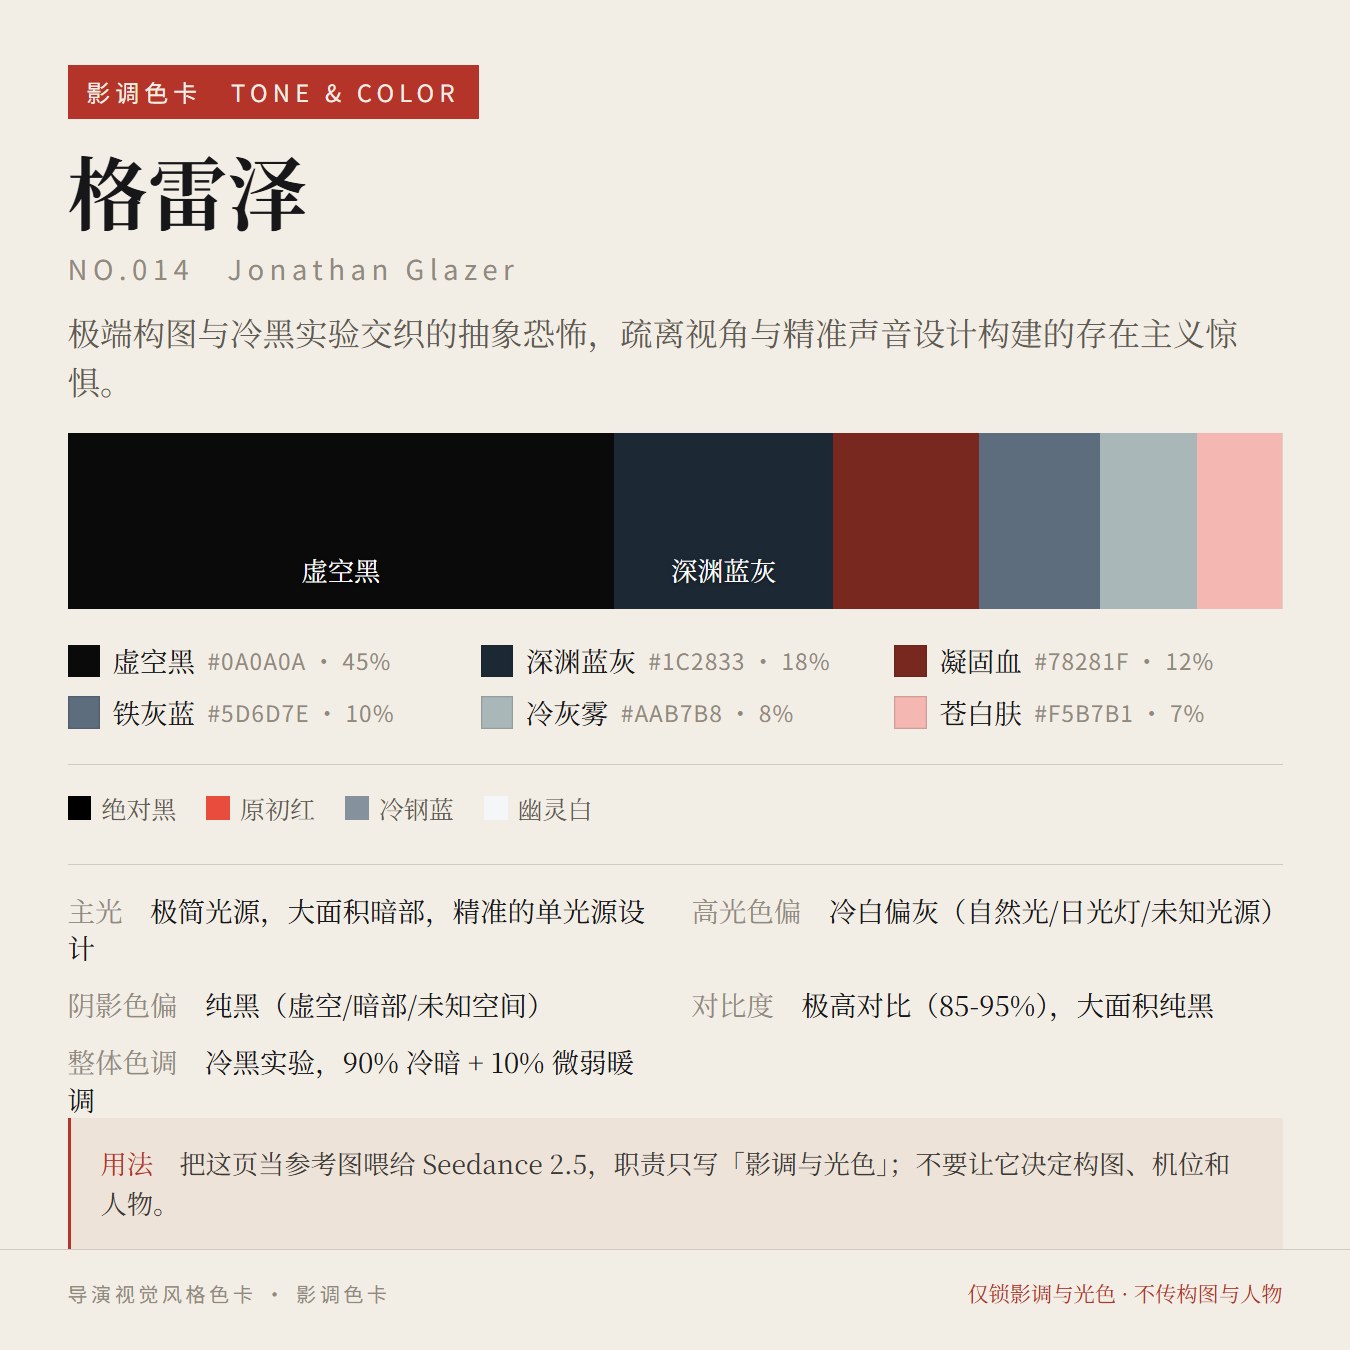 影调色卡 TONE & COLOR
格雷泽
NO.014 Jonathan Glazer
极端构图与冷黑实验交织的抽象恐怖，疏离视角与精准声音设计构建的存在主义惊
惧。
虚空黑 深渊蓝灰
虚空黑 #0A0A0A · 45% 深渊蓝灰 #1C2833 · 18% 凝固血 #78281F · 12%
铁灰蓝 #5D6D7E · 10% 冷灰雾 #AAB7B8 · 8% 苍白肤 #F5B7B1 · 7%
绝对黑 原初红 冷钢蓝 幽灵白
主光 极简光源，大面积暗部，精准的单光源设
计
高光色偏 冷白偏灰（自然光/日光灯/未知光源）
阴影色偏 纯黑（虚空/暗部/未知空间）
对比度 极高对比（85-95%），大面积纯黑
整体色调 冷黑实验，90% 冷暗 + 10% 微弱暖
调
用法 把这页当参考图喂给 Seedance 2.5，职责只写「影调与光色」；不要让它决定构图、机位和
人物。
导演视觉风格色卡 · 影调色卡
仅锁影调与光色 · 不传构图与人物